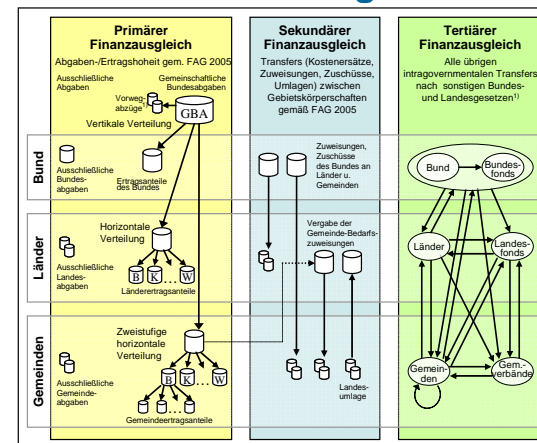 Primärer
Finanzausgleich
Abgaben-/Ertragshoheit gem. FAG 2005
Ausschließliche
Abgaben
Gemeinschaftliche
Bundesabgaben
Vorweg-
abzüge
GBA
Vertikale Verteilung
Sekundärer
Finanzausgleich
Transfers (Kostenersätze,
Zuweisungen, Zuschüsse,
Umlagen) zwischen
Gebietskörperschaften
gemäß FAG 2005
Tertiärer
Finanzausgleich
Alle übrigen
intragovernmentalen Transfers
nach sonstigen Bundes-
und Landesgesetzen1)
Bund
Ausschließliche
Bundes-
abgaben
Ertragsanteile
des Bundes
Zuweisungen,
Zuschüsse
des Bundes an
Länder u.
Gemeinden
Bund
Bundes-
fonds
Länder
Horizontale
Verteilung
Ausschließliche
Landes-
abgaben
B K ... W
Länderertragsanteile
Vergabe der
Gemeinde-Bedarfs-
zuweisungen
Länder
Landes-
fonds
Gemeinden
Zweistufige
horizontale
Verteilung
Ausschließliche
Gemeinde-
abgaben
B K ... W
...
Gemeindeertragsanteile
Landes-
umlage
Gemein-
den
Gem.-
verbände